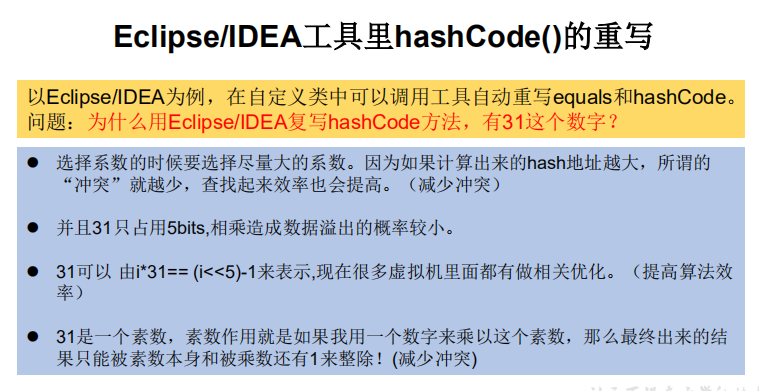 Eclipse/IDEA工具里hashCode()的重写
以Eclipse/IDEA为例，在自定义类中可以调用工具自动重写equals和hashCode。
问题：为什么用Eclipse/IDEA复写hashCode方法，有31这个数字？
● 选择系数的时候要选择尽量大的系数。因为如果计算出来的hash地址越大，所谓的
“冲突”就越少，查找起来效率也会提高。（减少冲突）
● 并且31只占用5bits,相乘造成数据溢出的概率较小。
● 31可以 由i*31== (i<<5)-1来表示,现在很多虚拟机里面都有做相关优化。（提高算法效
率）
● 31是一个素数，素数作用就是如果我用一个数字来乘以这个素数，那么最终出来的结
果只能被素数本身和被乘数还有1来整除！(减少冲突)